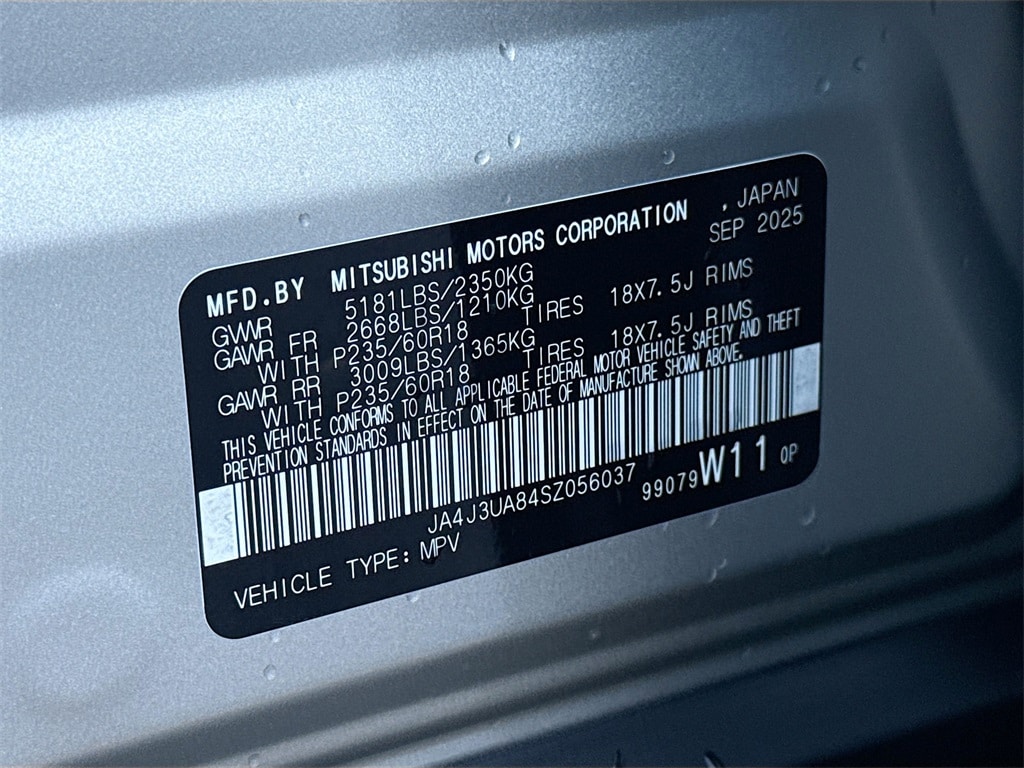 MFD.BY MITSUBISHI MOTORS CORPORATION , JAPAN
SEP 2025
GVWR 5181LBS/2350KG
GAWR FR 2668LBS/1210KG
WITH P235/60R18 TIRES 18X7.5J RIMS
GAWR RR 3009LBS/1365KG
WITH P235/60R18 TIRES 18X7.5J RIMS
THIS VEHICLE CONFORMS TO ALL APPLICABLE FEDERAL MOTOR VEHICLE SAFETY AND THEFT
PREVENTION STANDARDS IN EFFECT ON THE DATE OF MANUFACTURE SHOWN ABOVE.
JA4J3UA84SZ056037 99079 W11 OP
VEHICLE TYPE: MPV